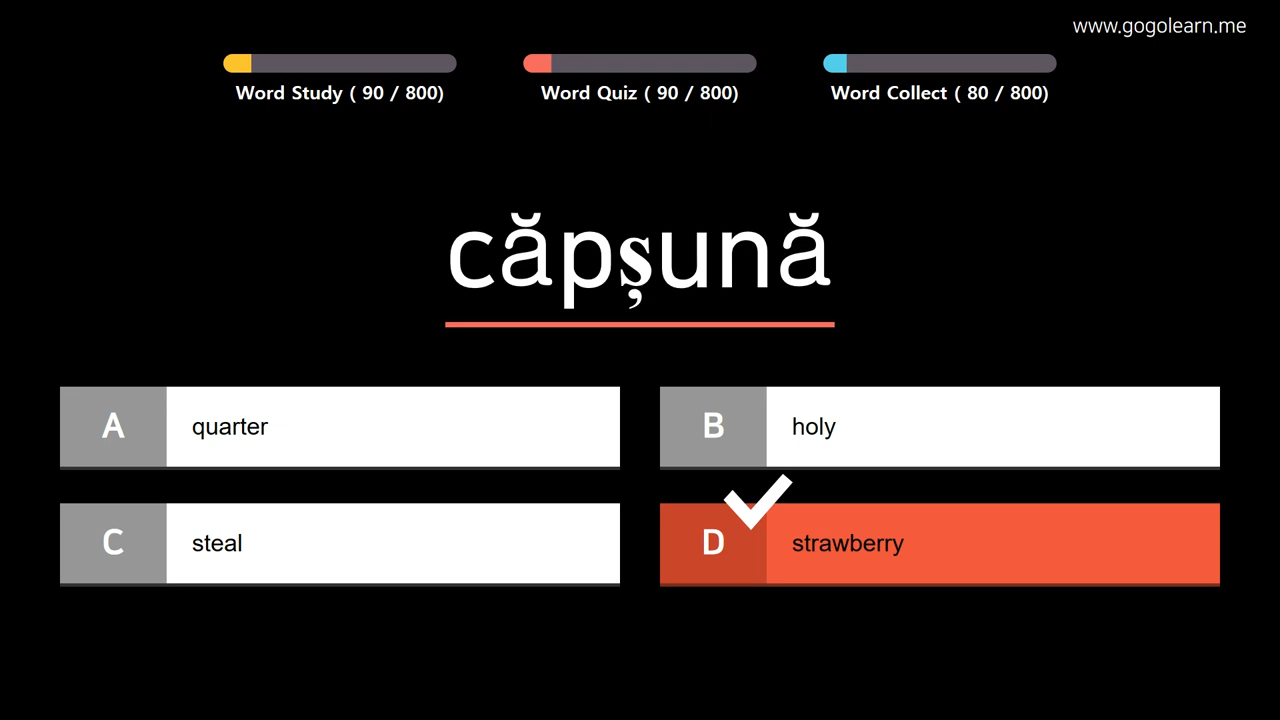 www.gogolearn.me
Word Study ( 90 / 800)
Word Quiz ( 90 / 800)
Word Collect ( 80 / 800)
căpșună
A quarter
B holy
C steal
D strawberry